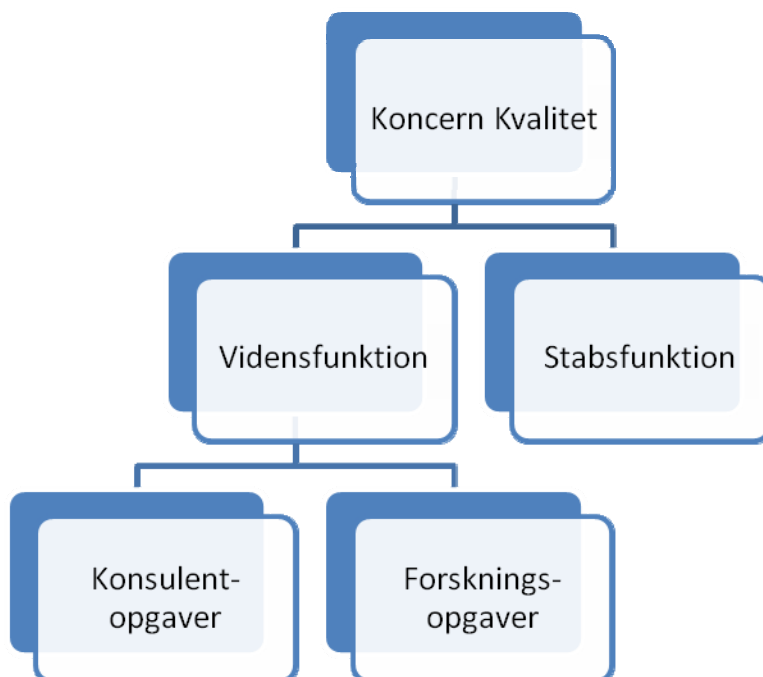 Koncern Kvalitet
Vidensfunktion
Stabsfunktion
Konsulent-
opgaver
Forsknings-
opgaver